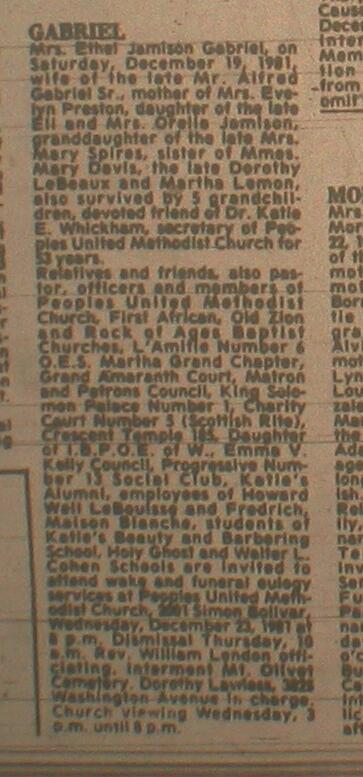 GABRIEL
Mrs. Ethel Jamison Gabriel, on
Saturday, December 19, 1981,
wife of the late Mr. Alfred
Gabriel Sr., mother of Mrs. Eve-
lyn Preston, daughter of the late
Eli and Mrs. Ofelia Jamison,
granddaughter of the late Mrs.
Mary Spires, sister of Mmes.
Mary Davis, the late Dorothy
LeBeaux and Martha Lemon,
also survived by 5 grandchil-
dren, devoted friend of Dr. Katie
E. Whickham, secretary of Peo-
ples United Methodist Church for
53 years.
Relatives and friends, also pas-
tor, officers and members of
Peoples United Methodist
Church, First African, Old Zion
and Rock of Ages Baptist
Churches, L'Amitie Number 6
O.E.S. Martha Grand Chapter,
Grand Amaranth Court, Matron
and Patrons Council, King Solo-
mon Palace Number 1, Charity
Court Number 5 (Scottish Rite),
Crescent Temple 185, Daughter
of I.B.P.O.E. of W., Emma V.
Kelly Council, Progressive Num-
ber 13 Social Club, Katie's
Alumni, employees of Howard
Weil LeBouisse and Fredrich,
Maison Blanche, students of
Katie's Beauty and Barbering
School, Holy Ghost and Walter L.
Cohen Schools are invited to
attend wake and funeral eulogy
services at Peoples United Meth-
odist Church, 2201 Simon Bolivar,
Wednesday, December 23, 1981 at
8 p.m. Dismissal Thursday, 10
a.m. Rev. William London offi-
ciating. Interment Mt. Olivet
Cemetery. Dorothy Lawless, 3825
Washington Avenue in charge.
Church viewing Wednesday, 3
p.m. until 8 p.m.